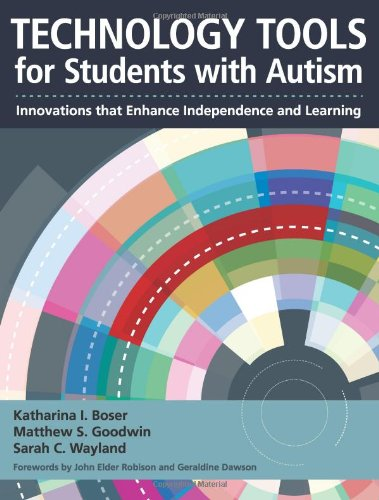 TECHNOLOGY TOOLS
for Students with Autism
Innovations that Enhance Independence and Learning
Katharina I. Boser
Matthew S. Goodwin
Sarah C. Wayland
Forewords by John Elder Robison and Geraldine Dawson